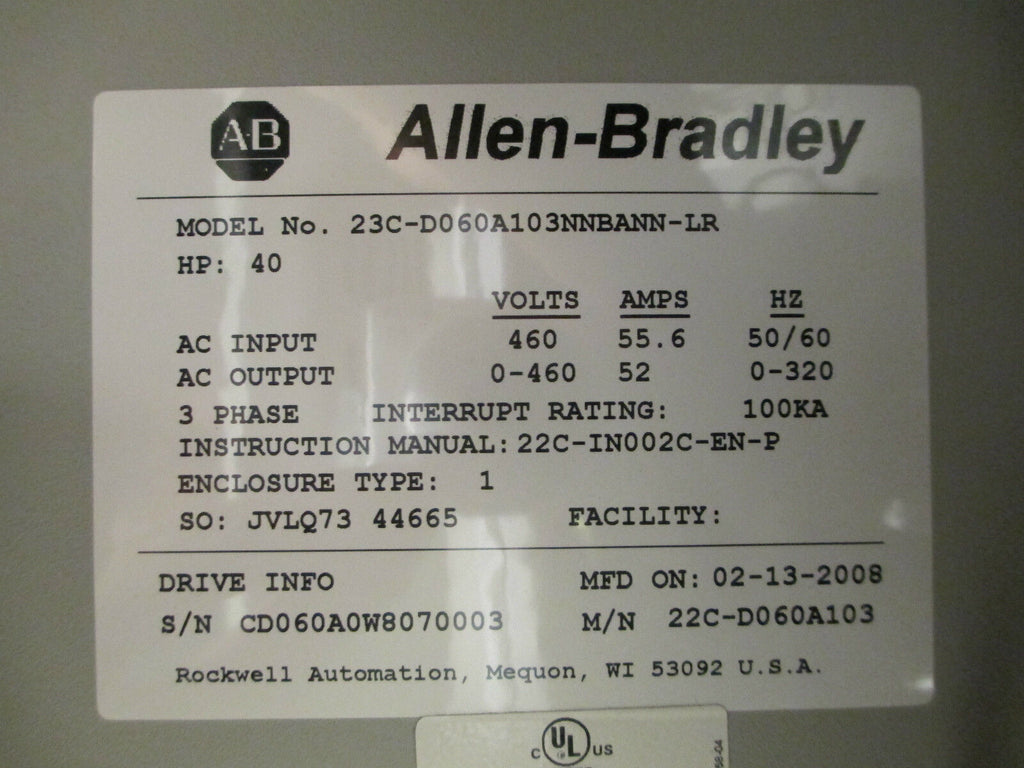 A-B Allen-Bradley
MODEL No. 23C-D060A103NNBANN-LR
HP: 40
VOLTS AMPS HZ
AC INPUT 460 55.6 50/60
AC OUTPUT 0-460 52 0-320
3 PHASE INTERRUPT RATING: 100KA
INSTRUCTION MANUAL: 22C-IN002C-EN-P
ENCLOSURE TYPE: 1
SO: JVLQ73 44665 FACILITY:
DRIVE INFO MFD ON: 02-13-2008
S/N CD060A0W8070003 M/N 22C-D060A103
Rockwell Automation, Mequon, WI 53092 U.S.A.
C UL US